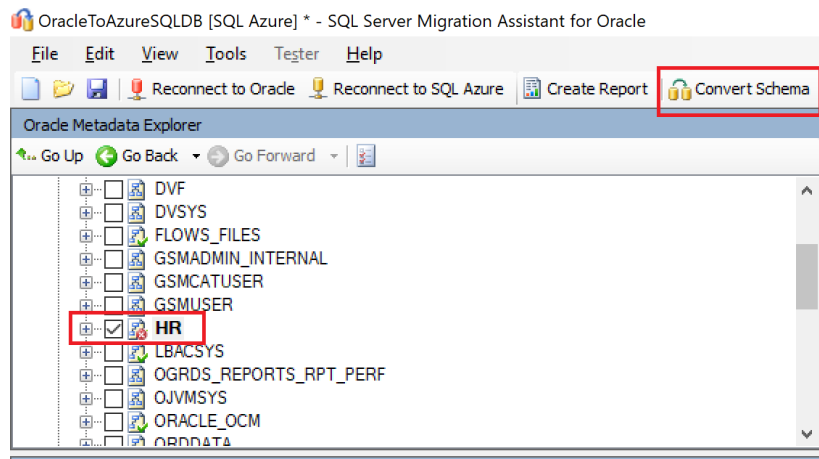 OracleToAzureSQLDB [SQL Azure] * - SQL Server Migration Assistant for Oracle
File Edit View Tools Tester Help
Reconnect to Oracle Reconnect to SQL Azure Create Report Convert Schema
Oracle Metadata Explorer
Go Up Go Back Go Forward
DVF
DVSYS
FLOWS_FILES
GSMADMIN_INTERNAL
GSMCATUSER
GSMUSER
HR
LBACSYS
OGRDS_REPORTS_RPT_PERF
OJVMSYS
ORACLE_OCM
ORDDATA